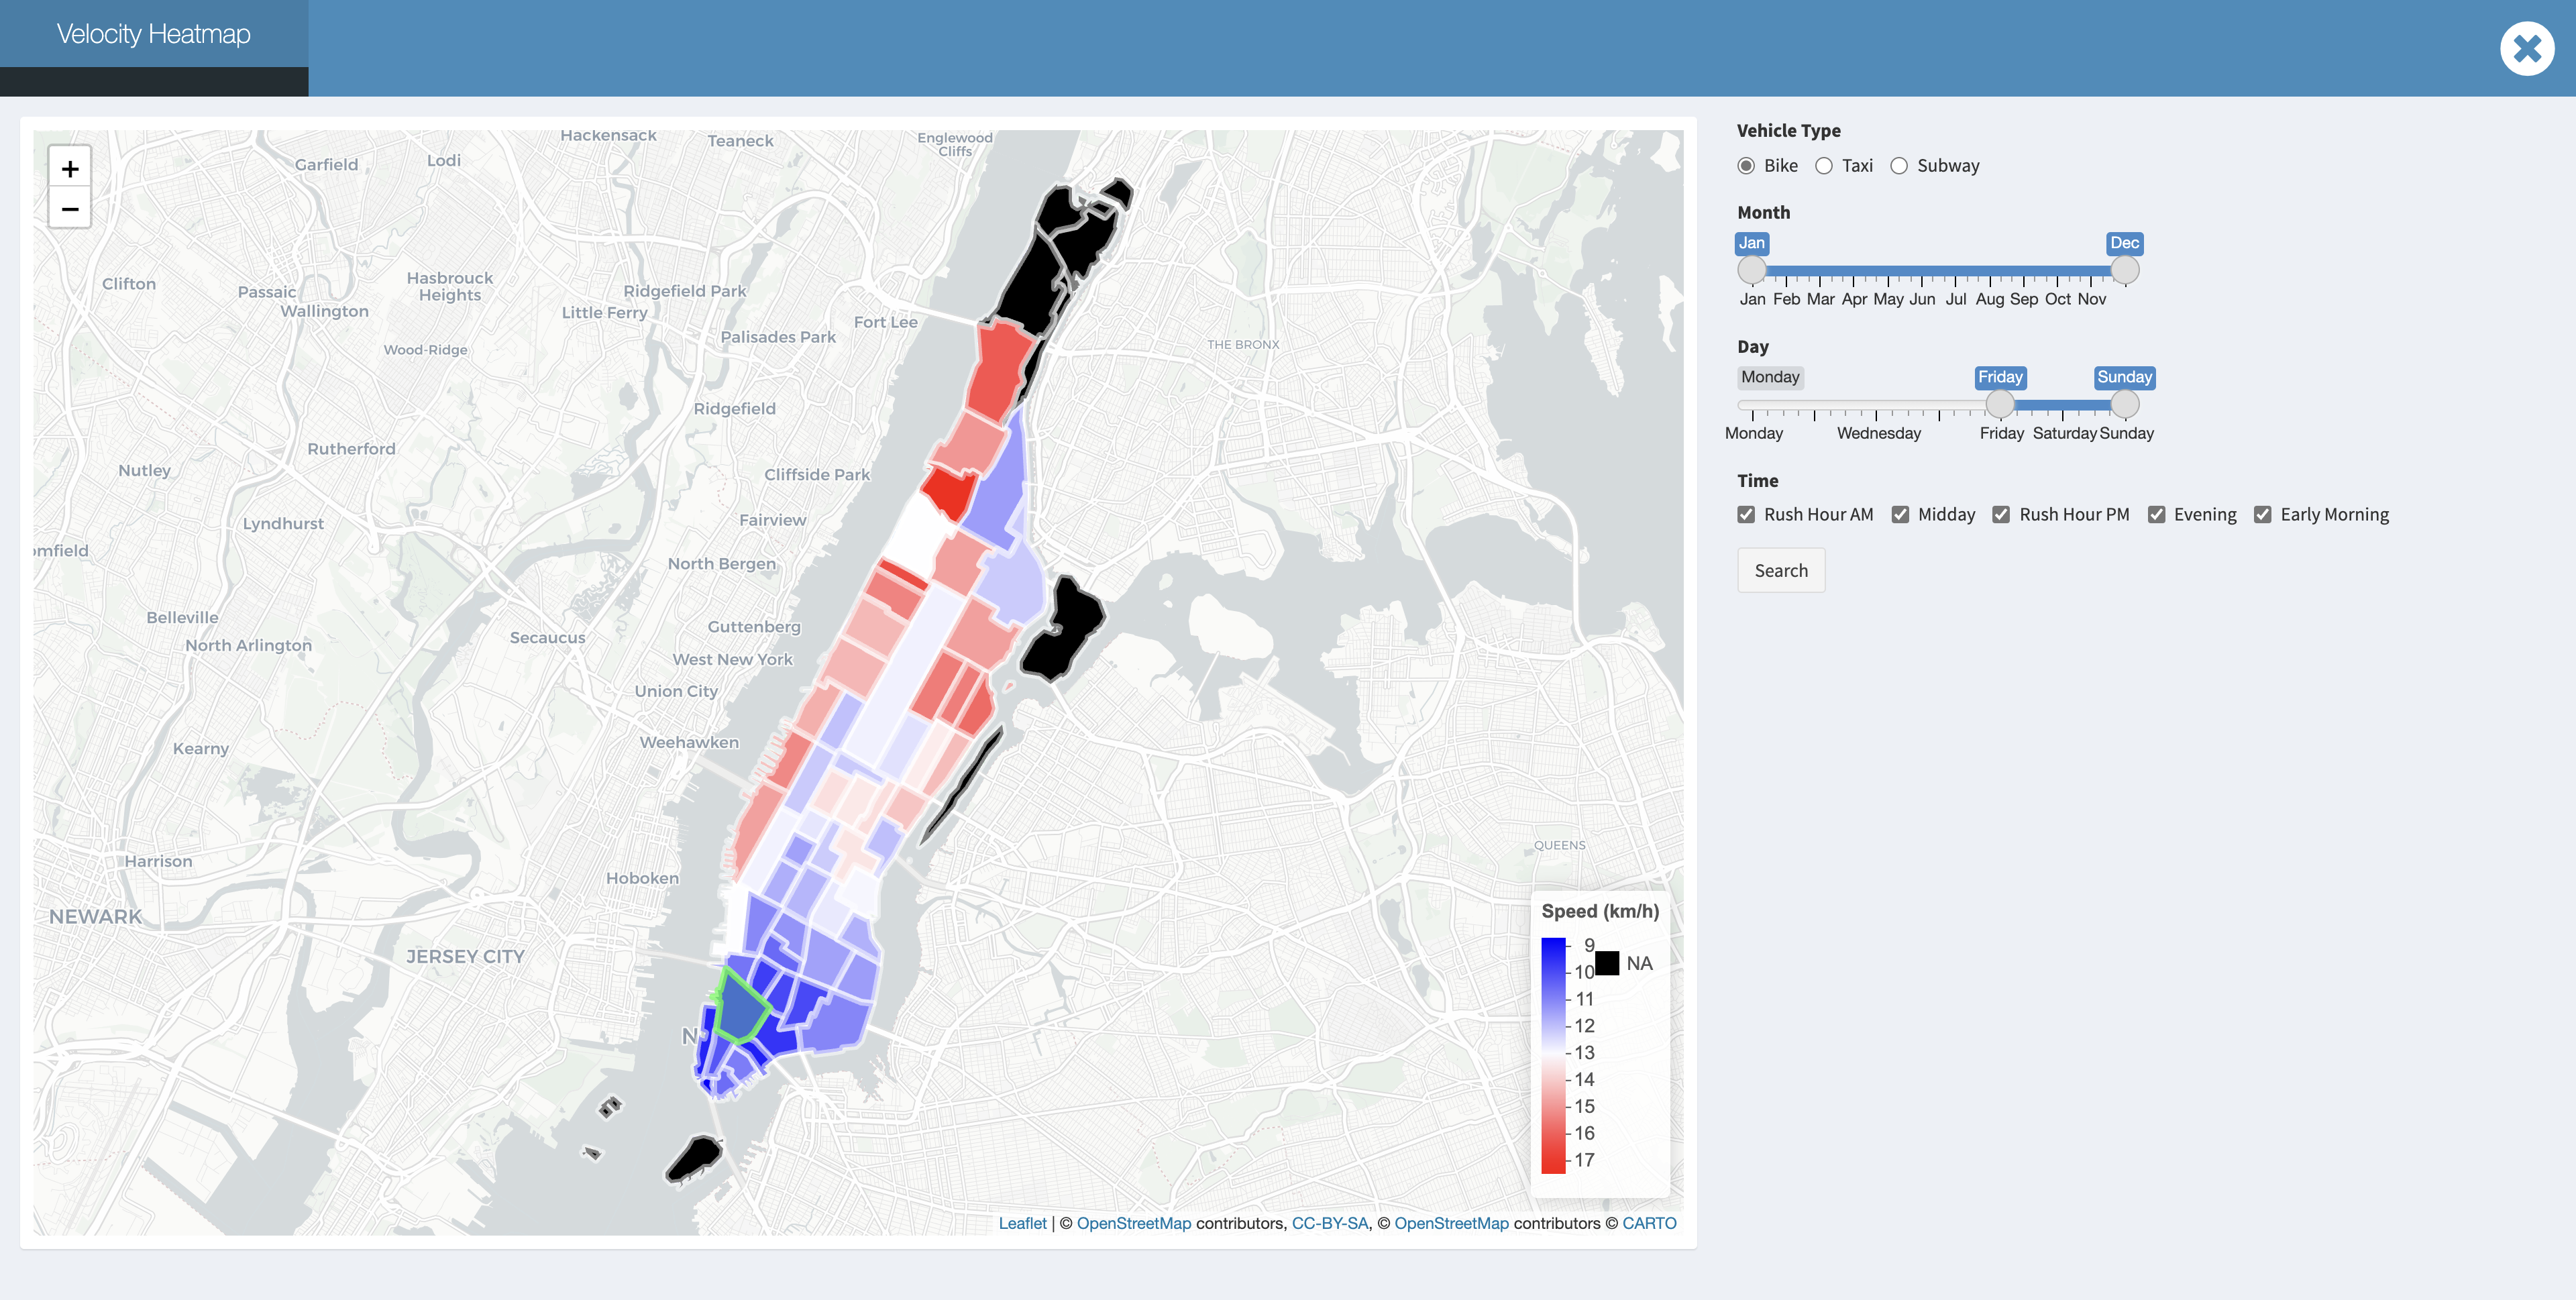 Velocity Heatmap
+
−
Hackensack
Teaneck
Englewood
Cliffs
Garfield
Lodi
Clifton
Passaic
Hasbrouck
Heights
Wallington
Ridgefield Park
Little Ferry
Fort Lee
Palisades Park
Wood-Ridge
THE BRONX
Ridgefield
Rutherford
Nutley
Cliffside Park
Lyndhurst
Fairview
omfield
North Bergen
Belleville
Guttenberg
North Arlington
Secaucus
West New York
Union City
Kearny
Weehawken
Harrison
QUEENS
Hoboken
NEWARK
JERSEY CITY
N
Speed (km/h)
9
10
NA
11
12
13
14
15
16
17
Leaflet | © OpenStreetMap contributors, CC-BY-SA, © OpenStreetMap contributors © CARTO
Vehicle Type
Bike Taxi Subway
Month
Jan Dec
Jan Feb Mar Apr May Jun Jul Aug Sep Oct Nov
Day
Monday Friday Sunday
Monday Wednesday Friday Saturday Sunday
Time
Rush Hour AM Midday Rush Hour PM Evening Early Morning
Search